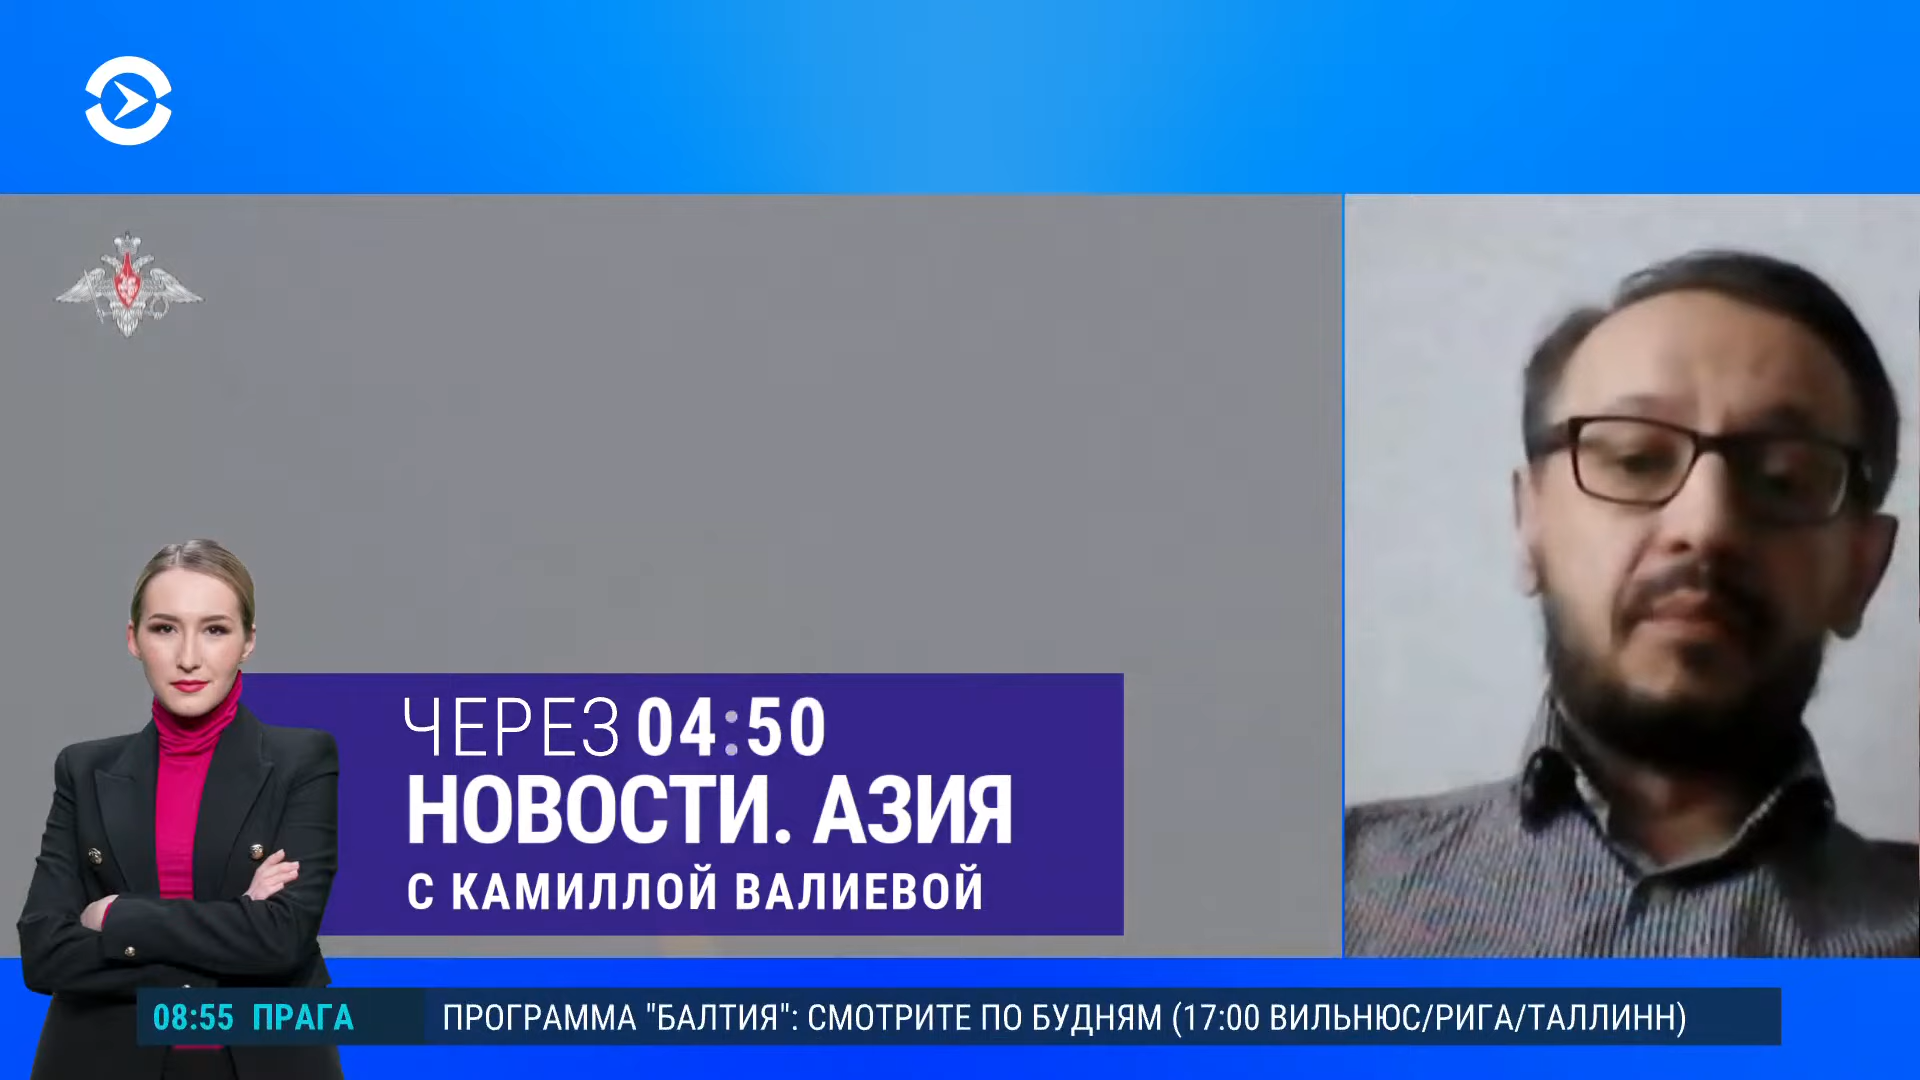 ЧЕРЕЗ 04:50
НОВОСТИ. АЗИЯ
С КАМИЛЛОЙ ВАЛИЕВОЙ
08:55 ПРАГА ПРОГРАММА "БАЛТИЯ": СМОТРИТЕ ПО БУДНЯМ (17:00 ВИЛЬНЮС/РИГА/ТАЛЛИНН)